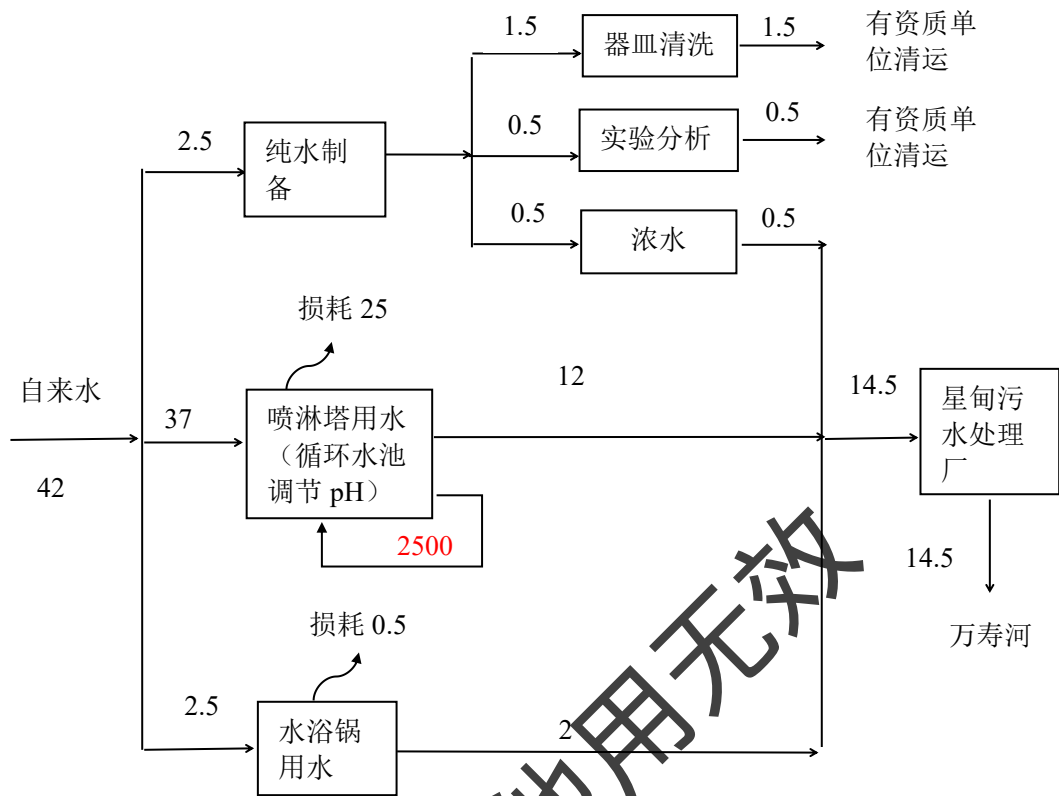 1.5
器皿清洗
1.5
有资质单
位清运
2.5
纯水制
备
0.5
实验分析
0.5
有资质单
位清运
0.5
浓水
0.5
损耗 25
自来水
42
37
喷淋塔用水
（循环水池
调节 pH）
2500
12
14.5
星甸污
水处理
厂
14.5
万寿河
损耗 0.5
2.5
水浴锅
用水
2
他用无效